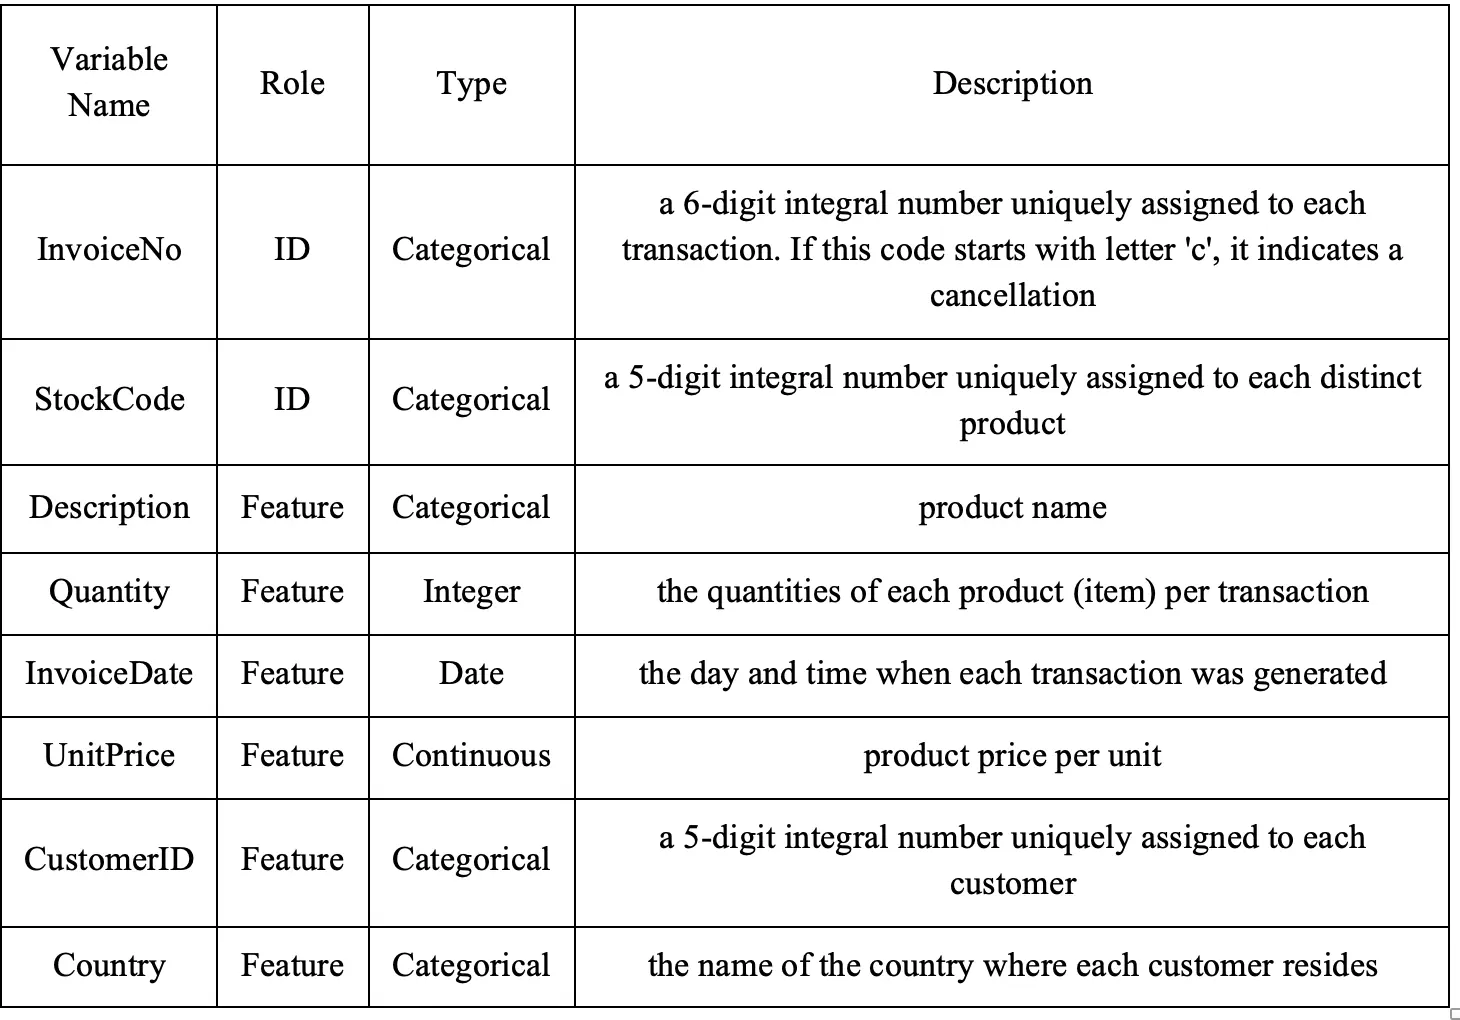 Variable
Name
Role
Type
Description
InvoiceNo
ID
Categorical
a 6-digit integral number uniquely assigned to each
transaction. If this code starts with letter 'c', it indicates a
cancellation
StockCode
ID
Categorical
a 5-digit integral number uniquely assigned to each distinct
product
Description
Feature
Categorical
product name
Quantity
Feature
Integer
the quantities of each product (item) per transaction
InvoiceDate
Feature
Date
the day and time when each transaction was generated
UnitPrice
Feature
Continuous
product price per unit
CustomerID
Feature
Categorical
a 5-digit integral number uniquely assigned to each
customer
Country
Feature
Categorical
the name of the country where each customer resides